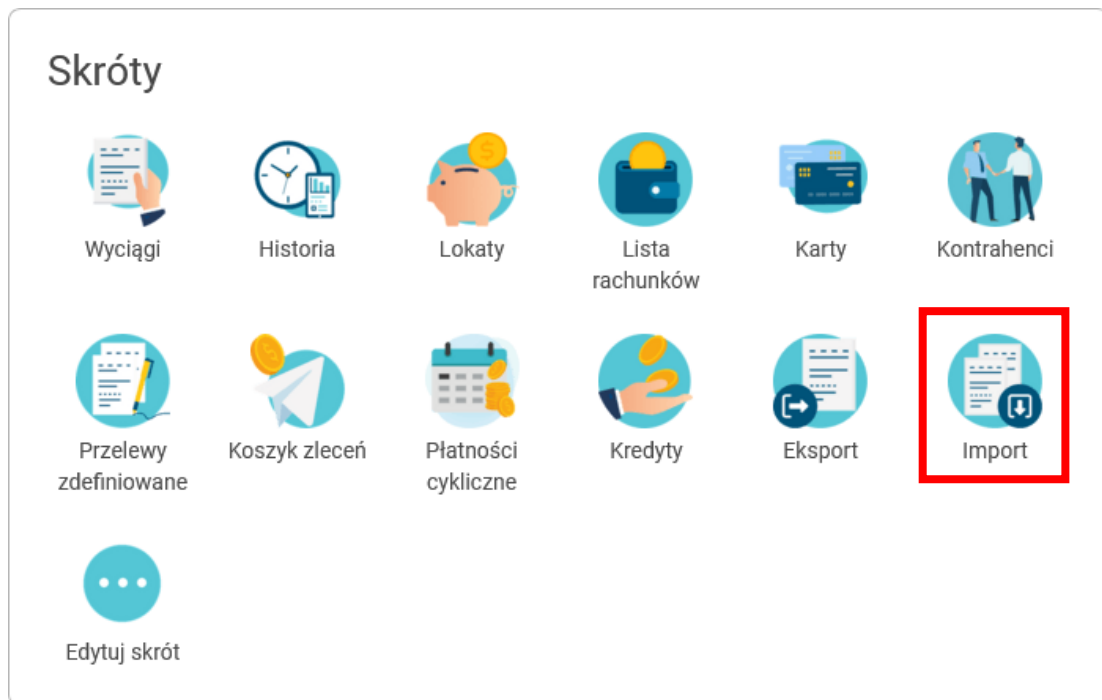 Skróty
Wyciągi
Historia
Lokaty
Lista
rachunków
Karty
Kontrahenci
Przelewy
zdefiniowane
Koszyk zleceń
Płatności
cykliczne
Kredyty
Eksport
Import
Edytuj skrót